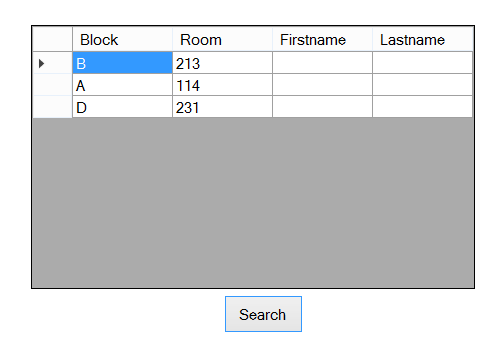 Block Room Firstname Lastname
B 213
A 114
D 231
Search